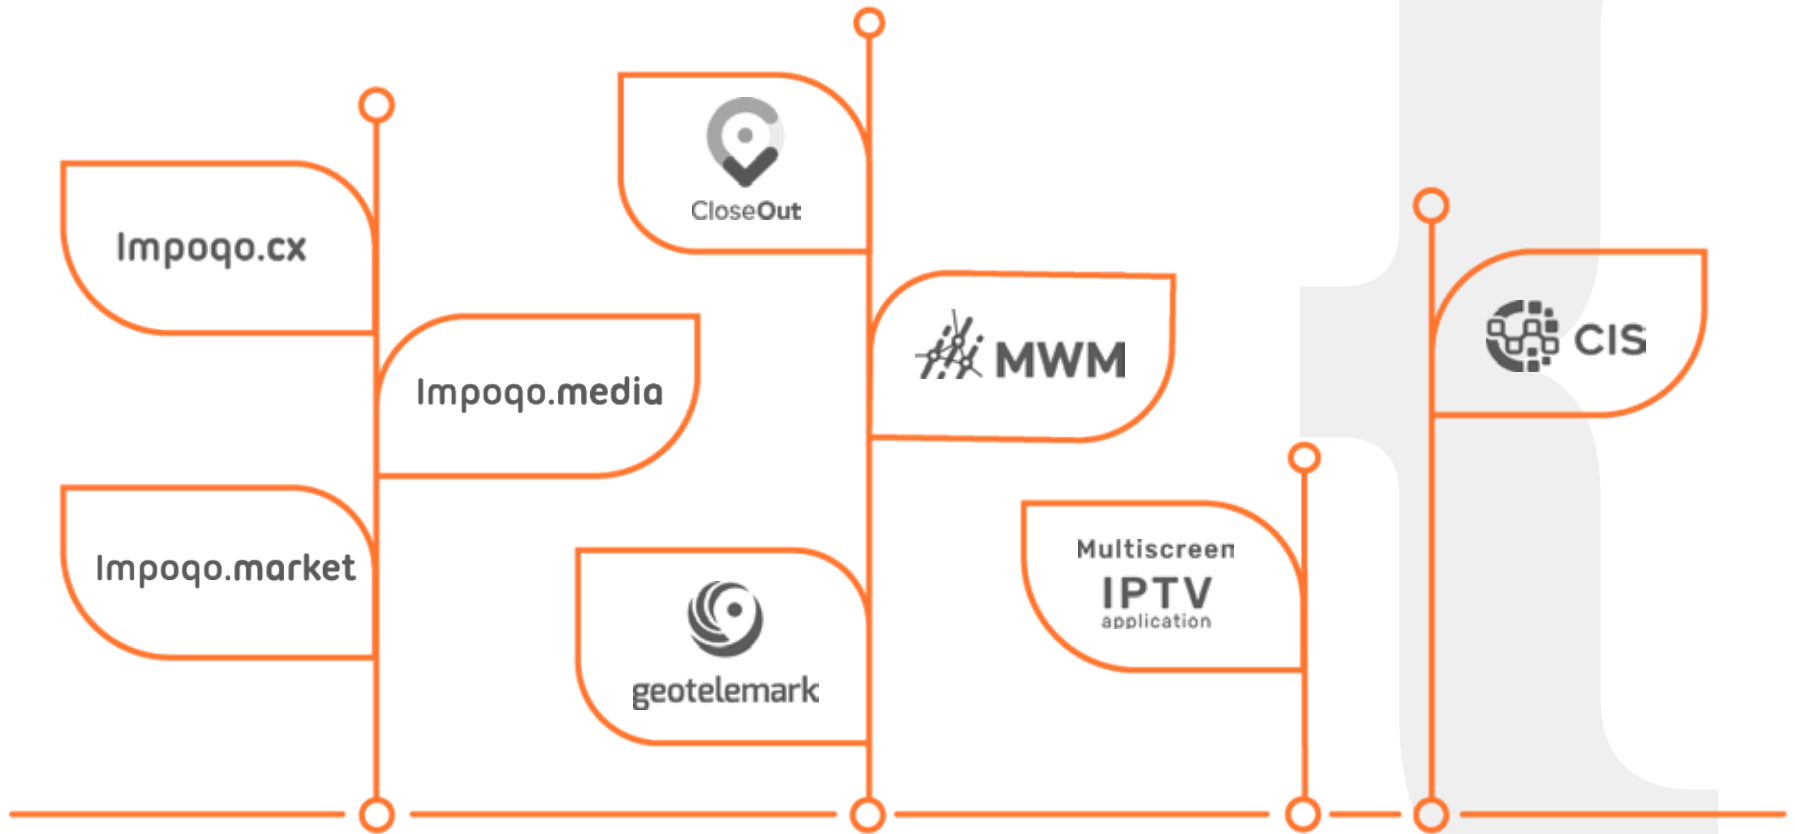 Impoqo.cx
Impoqo.media
Impoqo.market
CloseOut
MWM
geotelemark
Multiscreen
IPTV
application
CIS